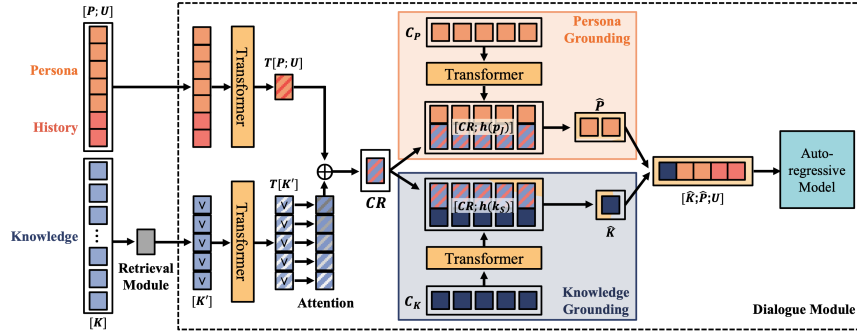 [P; U]
Persona
History
Transformer
T[P; U]
Knowledge
[K]
Retrieval
Module
[K′]
Transformer
T[K′]
Attention
CR
C_P
Persona
Grounding
Transformer
[CR; h(p_j)]
P̂
[CR; h(k_s)]
K̂
Transformer
C_K
Knowledge
Grounding
[K̂; P̂; U]
Auto-
regressive
Model
Dialogue Module